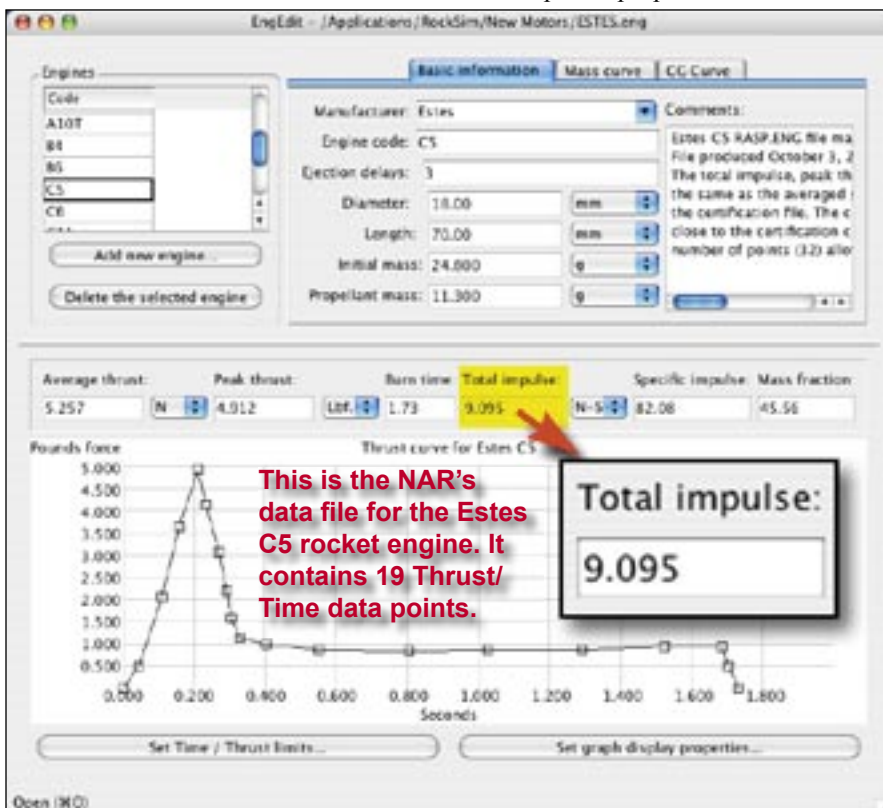 EngEdit - /Applications/RockSim/New Motors/ESTES.eng
Engines
Code
A10T
B4
B6
C5
C6
Add new engine...
Delete the selected engine
Basic information Mass curve CG Curve
Manufacturer: Estes
Engine code: C5
Ejection delays: 3
Diameter: 18.00 mm
Length: 70.00 mm
Initial mass: 24.800 g
Propellant mass: 11.300 g
Comments:
Estes C5 RASP.ENG file ma
File produced October 3, 2
The total impulse, peak th
the same as the averaged
the certification file. The c
close to the certification c
number of points (32) allo
Average thrust: Peak thrust: Burn time Total impulse: Specific impulse Mass fraction
5.257 N 4.912 Lbf. 1.73 9.095 N-S 82.08 45.56
Pounds force
Thrust curve for Estes C5
5.000
4.500
4.000
3.500
3.000
2.500
2.000
1.500
1.000
0.500
0.000 0.200 0.400 0.600 0.800 1.000 1.200 1.400 1.600 1.800
Seconds
This is the NAR's
data file for the Estes
C5 rocket engine. It
contains 19 Thrust/
Time data points.
Total impulse:
9.095
Set Time / Thrust limits...
Set graph display properties...
Open (⌘O)